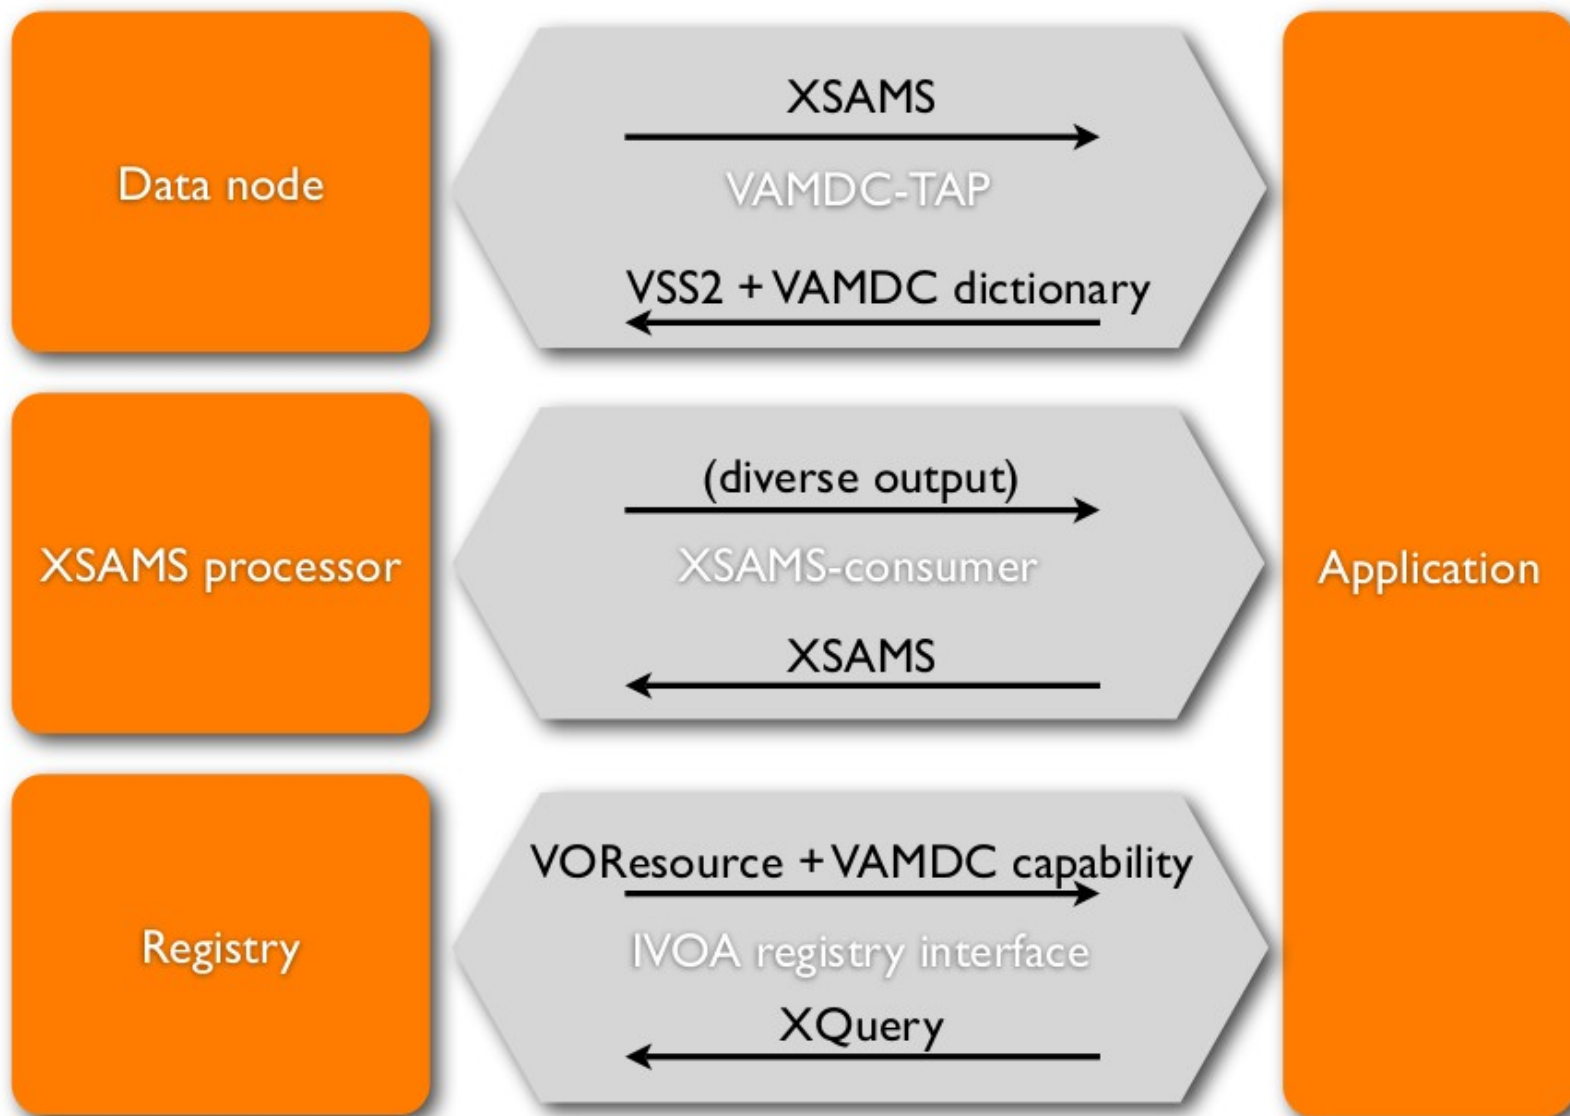 XSAMS
Data node
VAMDC-TAP
VSS2 + VAMDC dictionary
(diverse output)
XSAMS processor
XSAMS-consumer
Application
XSAMS
VOResource + VAMDC capability
Registry
IVOA registry interface
XQuery